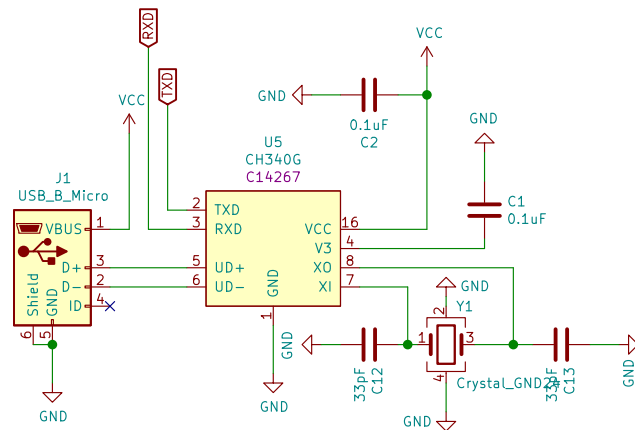 RXD
TXD
VCC
VCC
GND
0.1uF
C2
GND
U5
CH340G
C14267
J1
USB_B_Micro
C1
0.1uF
VBUS
1
D+
3
D-
2
ID
4
Shield
GND
6
5
GND
2
TXD
3
RXD
5
UD+
6
UD-
GND
1
VCC
16
V3
4
XO
8
XI
7
GND
GND
33pF
C12
GND
2
Y1
1
3
4
Crystal_GND24
GND
33pF
C13
GND